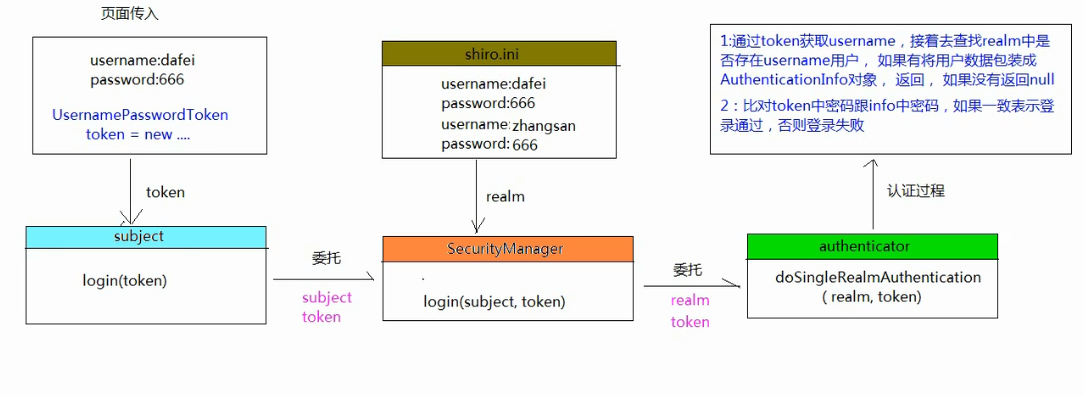 页面传入
username:dafei
password:666
UsernamePasswordToken
token = new ....
token
subject
login(token)
委托
subject
token
shiro.ini
username:dafei
password:666
username:zhangsan
password:666
realm
SecurityManager
login(subject, token)
委托
realm
token
1:通过token获取username，接着去查找realm中是
否存在username用户， 如果有将用户数据包装成
AuthenticationInfo对象， 返回， 如果没有返回null
2：比对token中密码跟info中密码，如果一致表示登
录通过，否则登录失败
认证过程
authenticator
doSingleRealmAuthentication
( realm, token)